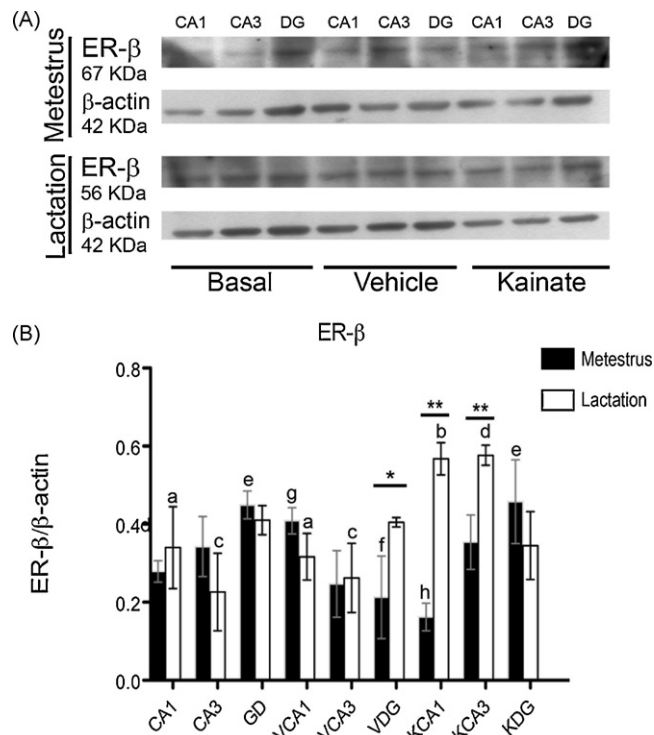 (A)
CA1 CA3 DG CA1 CA3 DG CA1 CA3 DG
Metestrus
ER-β
67 KDa
β-actin
42 KDa
Lactation
ER-β
56 KDa
β-actin
42 KDa
Basal Vehicle Kainate
(B)
ER-β
Metestrus
Lactation
ER-β/β-actin
0.8
0.6
0.4
0.2
0.0
** ** *
b d
a e g a e
c c f h
CA1 CA3 GD VCA1 VCA3 VDG KCA1 KCA3 KDG